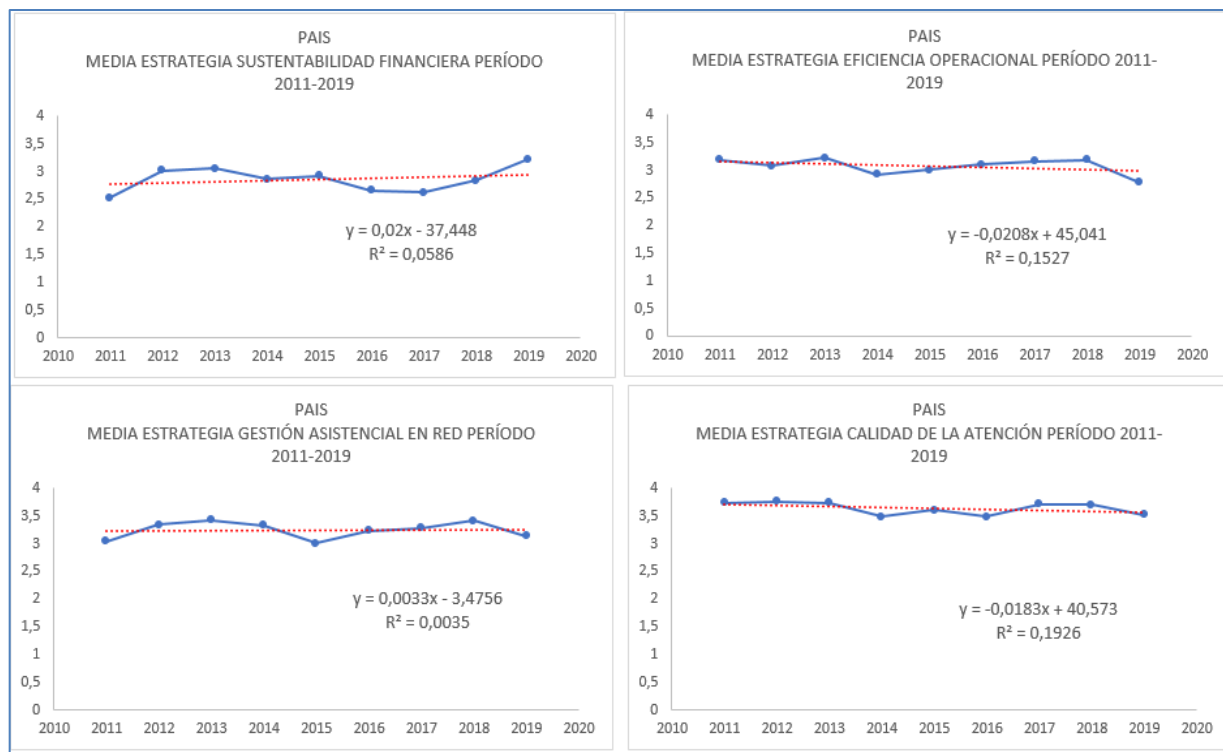 PAIS
MEDIA ESTRATEGIA SUSTENTABILIDAD FINANCIERA PERÍODO
2011-2019
4
3,5
3
2,5
2
1,5
1
0,5
0
y = 0,02x - 37,448
R² = 0,0586
2010 2011 2012 2013 2014 2015 2016 2017 2018 2019 2020
PAIS
MEDIA ESTRATEGIA EFICIENCIA OPERACIONAL PERÍODO 2011-
2019
4
3,5
3
2,5
2
1,5
1
0,5
0
y = -0,0208x + 45,041
R² = 0,1527
2010 2011 2012 2013 2014 2015 2016 2017 2018 2019 2020
PAIS
MEDIA ESTRATEGIA GESTIÓN ASISTENCIAL EN RED PERÍODO
2011-2019
4
3,5
3
2,5
2
1,5
1
0,5
0
y = 0,0033x - 3,4756
R² = 0,0035
2010 2011 2012 2013 2014 2015 2016 2017 2018 2019 2020
PAIS
MEDIA ESTRATEGIA CALIDAD DE LA ATENCIÓN PERÍODO 2011-
2019
4
3,5
3
2,5
2
1,5
1
0,5
0
y = -0,0183x + 40,573
R² = 0,1926
2010 2011 2012 2013 2014 2015 2016 2017 2018 2019 2020